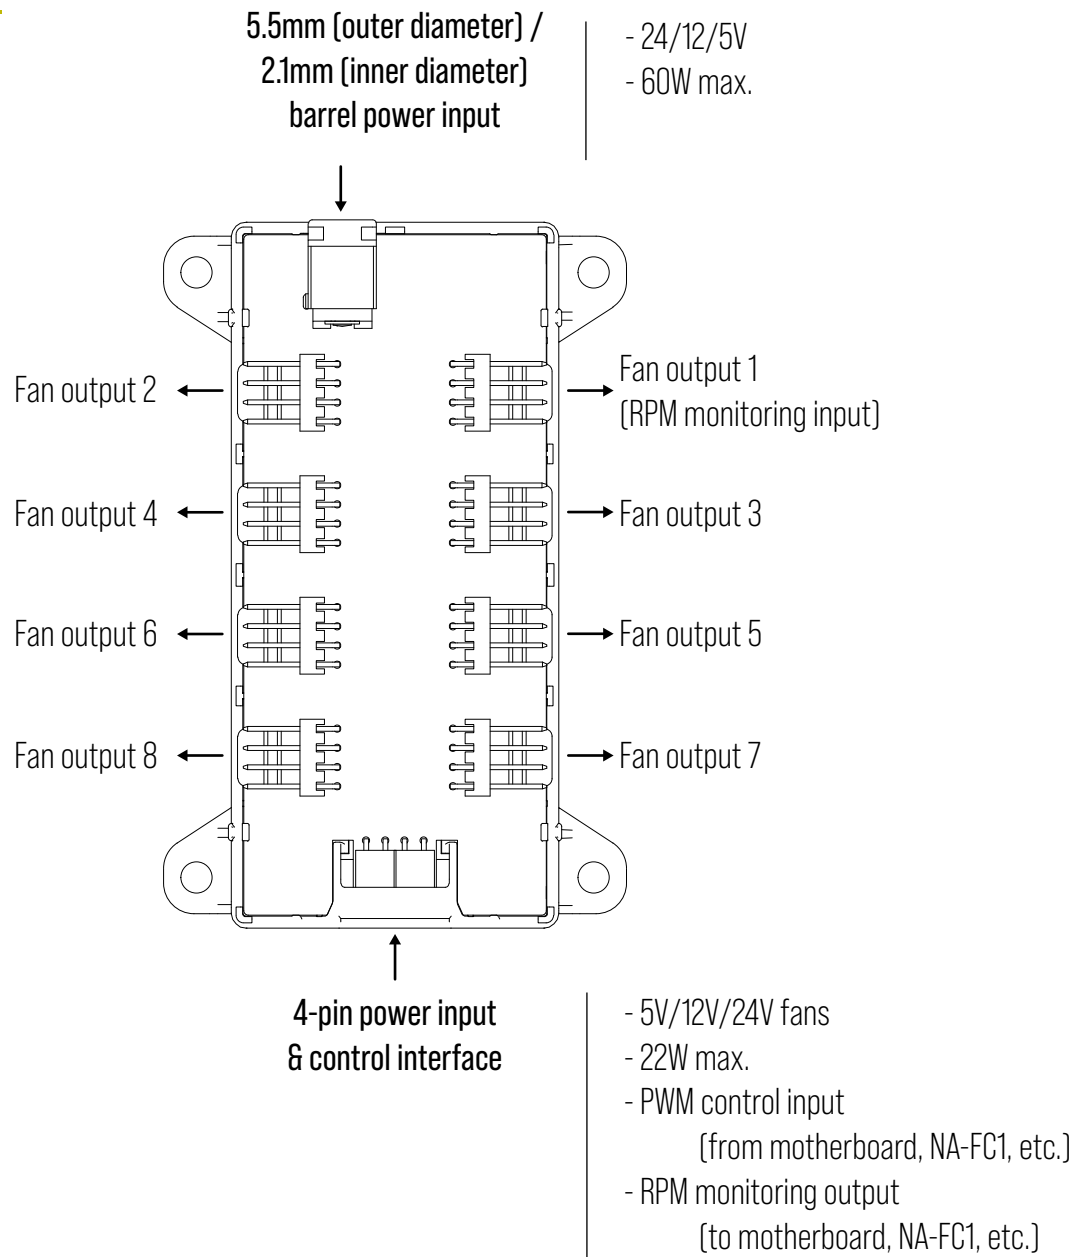 5.5mm (outer diameter) /
2.1mm (inner diameter)
barrel power input
- 24/12/5V
- 60W max.
Fan output 2
Fan output 1
(RPM monitoring input)
Fan output 4
Fan output 3
Fan output 6
Fan output 5
Fan output 8
Fan output 7
4-pin power input
& control interface
- 5V/12V/24V fans
- 22W max.
- PWM control input
(from motherboard, NA-FC1, etc.)
- RPM monitoring output
(to motherboard, NA-FC1, etc.)